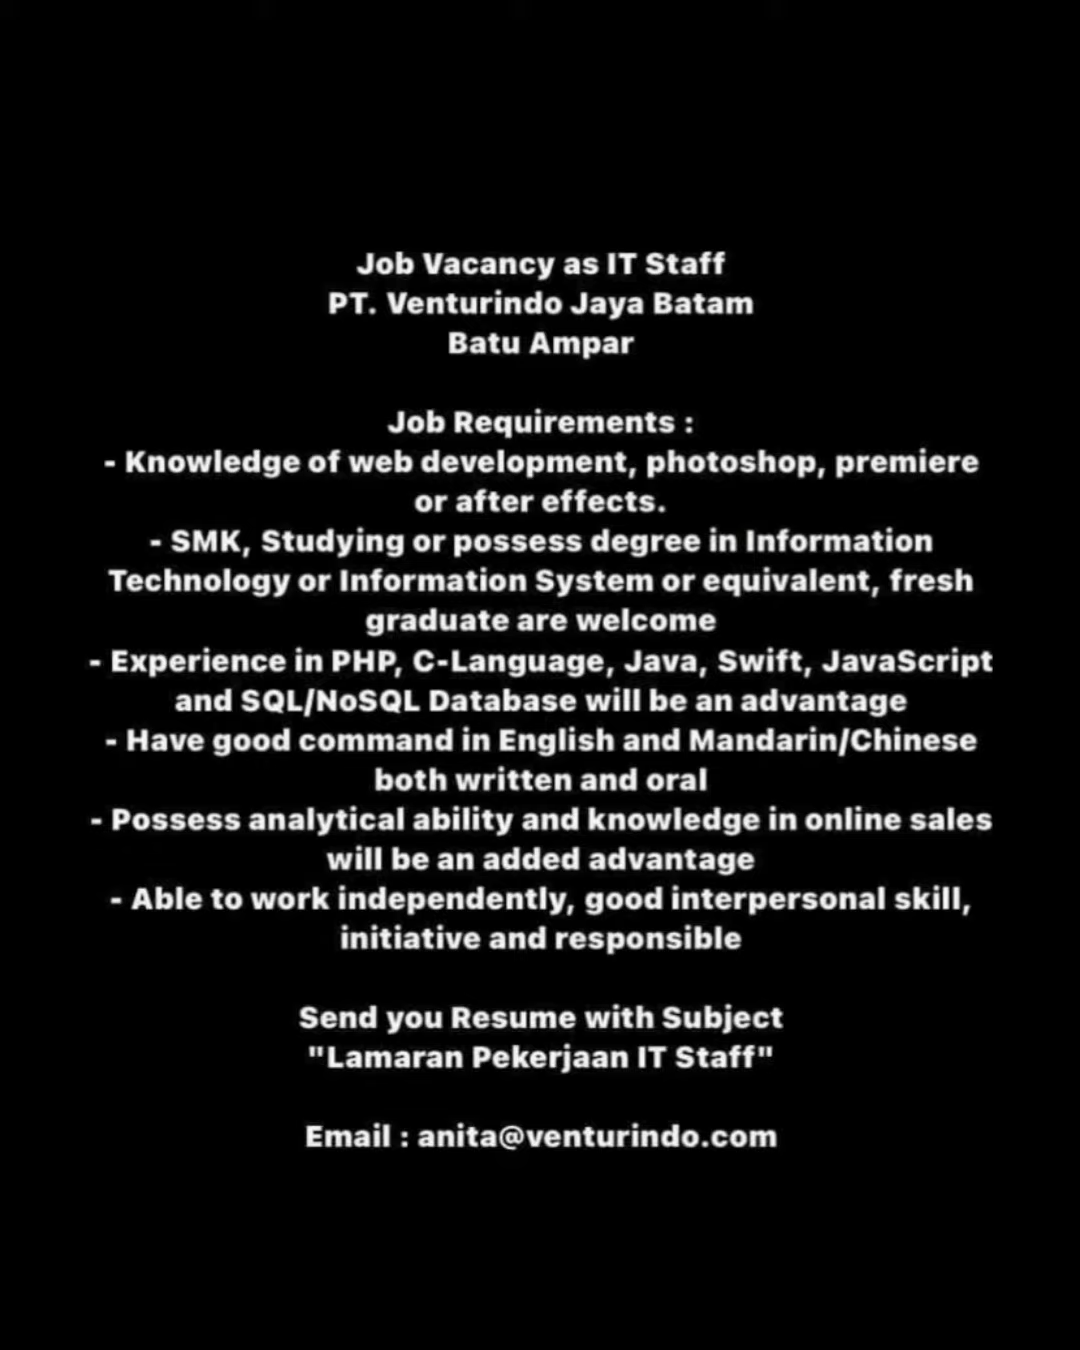 Job Vacancy as IT Staff
PT. Venturindo Jaya Batam
Batu Ampar
Job Requirements :
- Knowledge of web development, photoshop, premiere
or after effects.
- SMK, Studying or possess degree in Information
Technology or Information System or equivalent, fresh
graduate are welcome
- Experience in PHP, C-Language, Java, Swift, JavaScript
and SQL/NoSQL Database will be an advantage
- Have good command in English and Mandarin/Chinese
both written and oral
- Possess analytical ability and knowledge in online sales
will be an added advantage
- Able to work independently, good interpersonal skill,
initiative and responsible
Send you Resume with Subject
"Lamaran Pekerjaan IT Staff"
Email : anita@venturindo.com